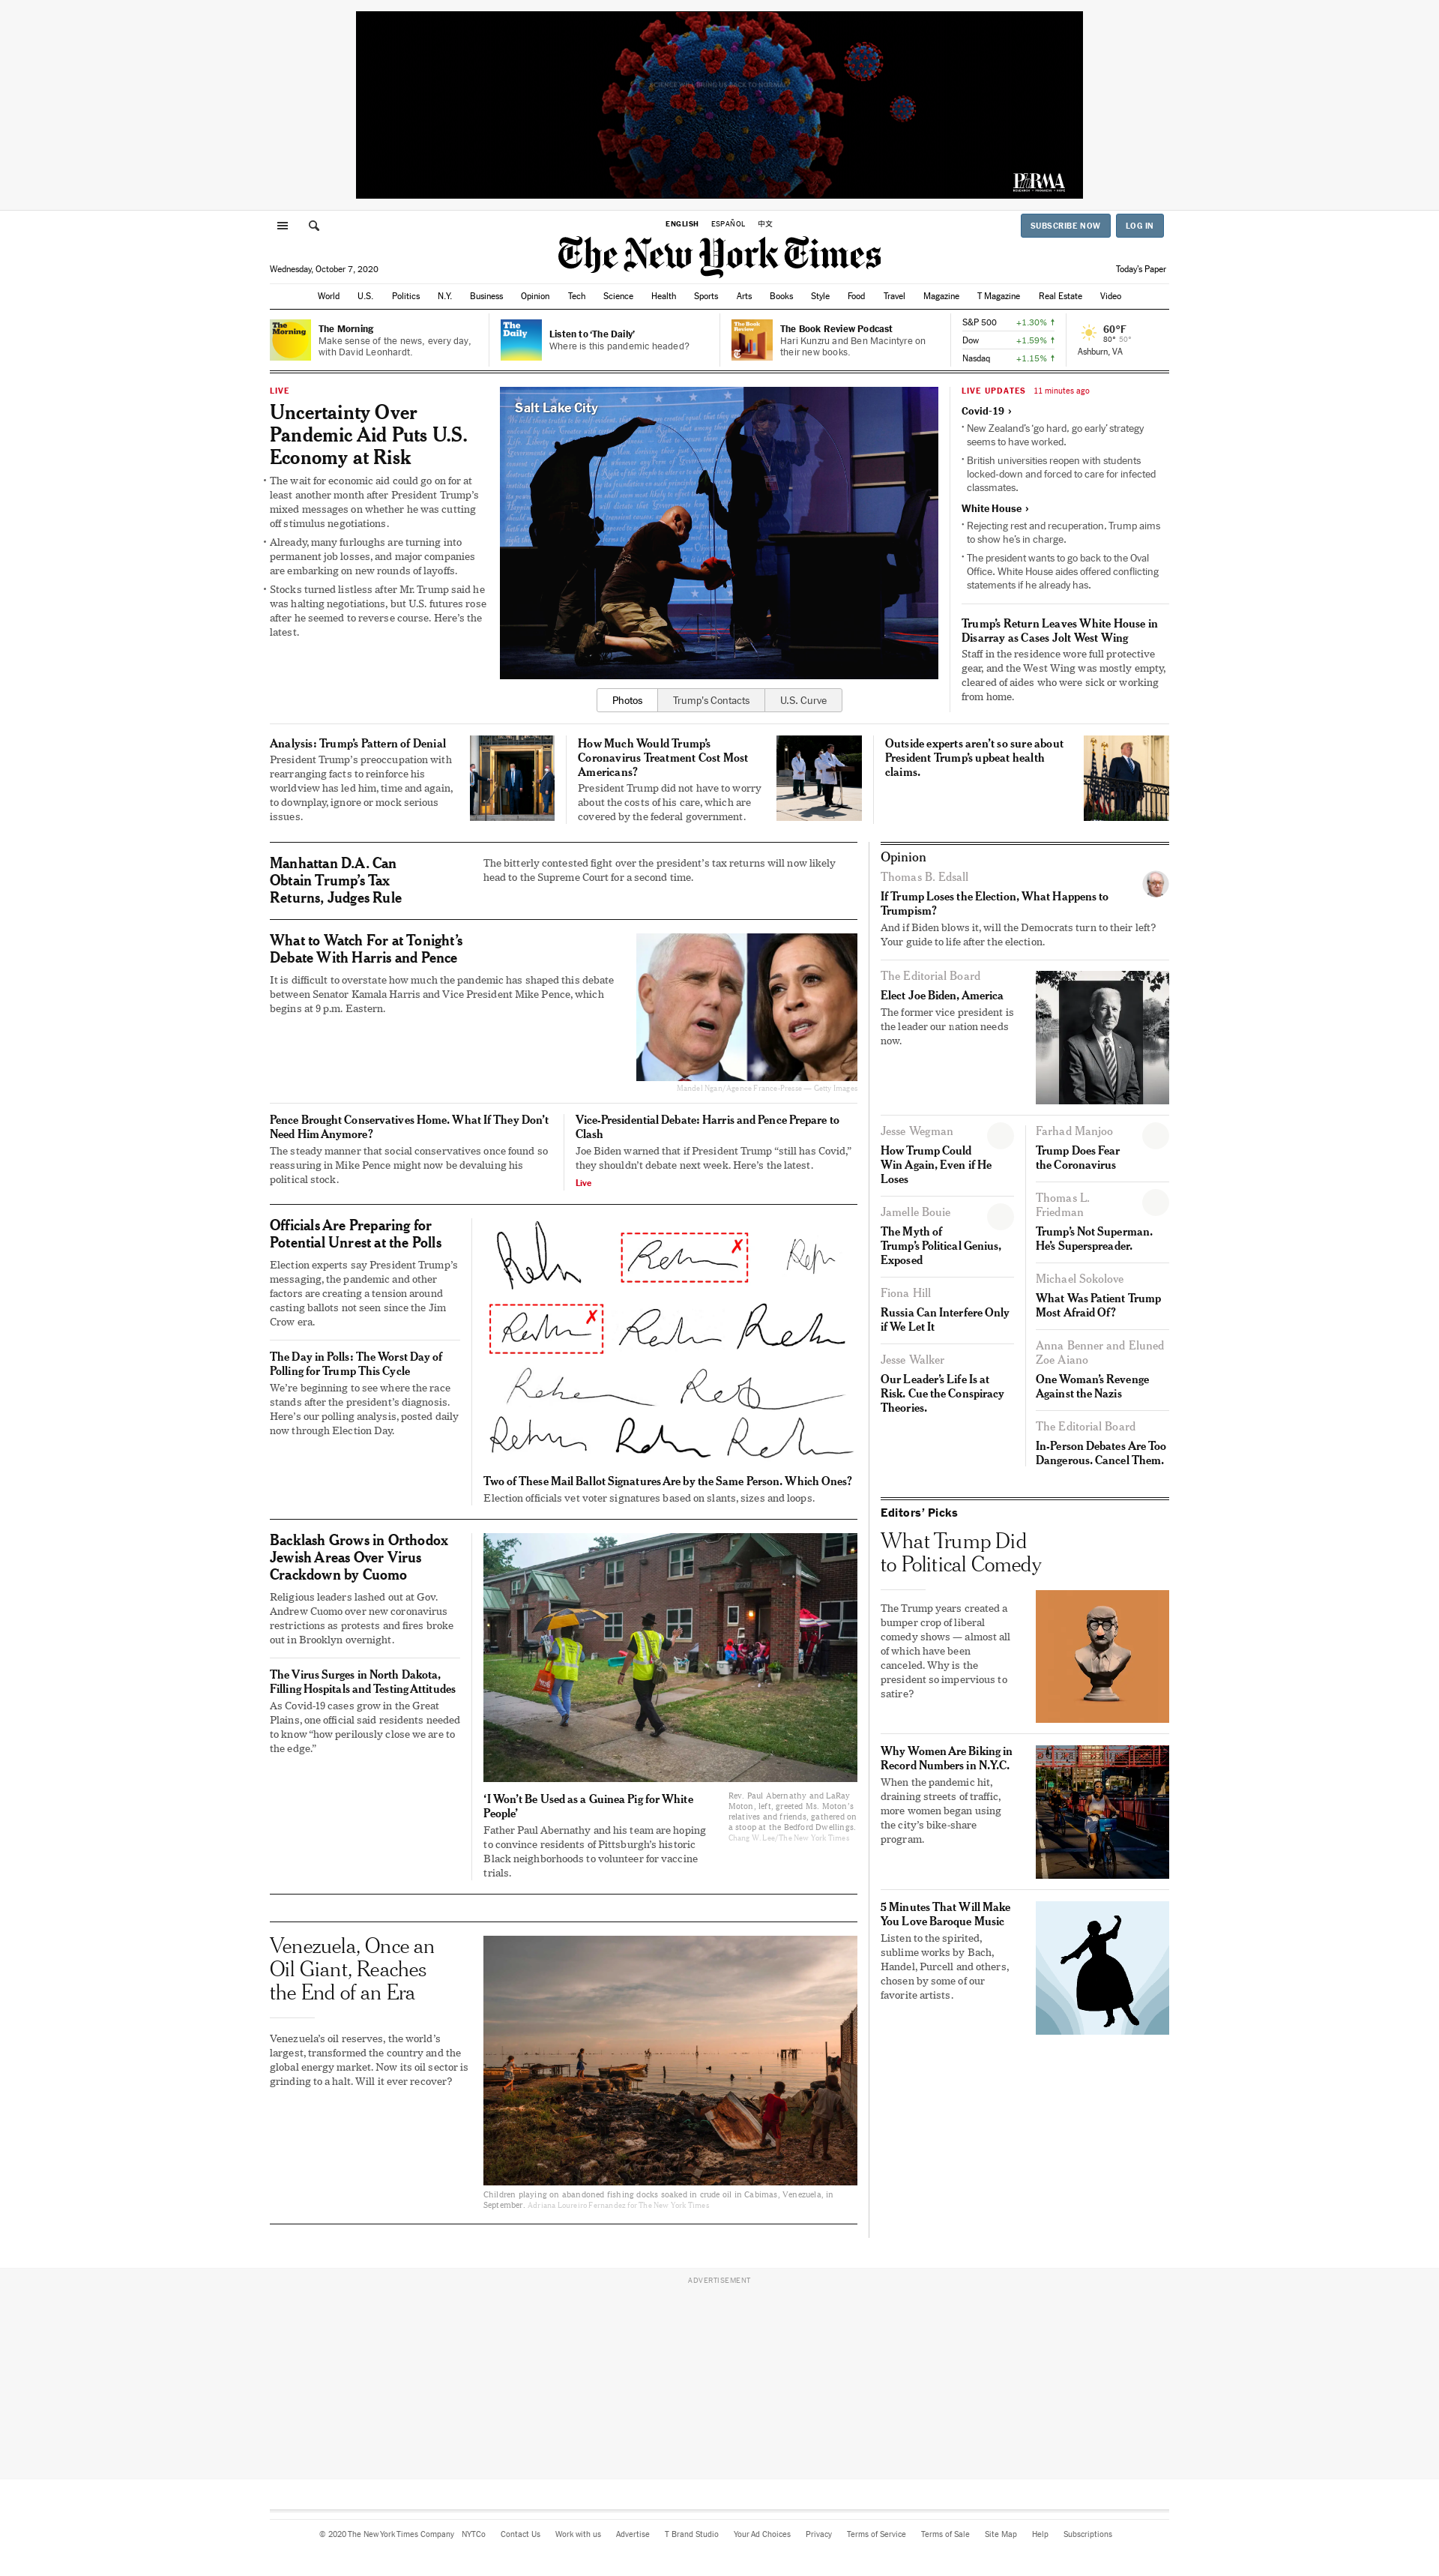 SCIENCE WILL BRING US BACK TO NORMAL
PhRMA
RESEARCH • PROGRESS • HOPE
ENGLISH ESPAÑOL 中文
SUBSCRIBE NOW LOG IN
The New York Times
Wednesday, October 7, 2020
Today's Paper
World U.S. Politics N.Y. Business Opinion Tech Science Health Sports Arts Books Style Food Travel Magazine T Magazine Real Estate Video
The Morning
The Morning
Make sense of the news, every day,
with David Leonhardt.
The Daily
Listen to ‘The Daily’
Where is this pandemic headed?
The Book Review
The Book Review Podcast
Hari Kunzru and Ben Macintyre on
their new books.
S&P 500 +1.30% ↑
Dow +1.59% ↑
Nasdaq +1.15% ↑
60°F
80° 50°
Ashburn, VA
LIVE
Uncertainty Over
Pandemic Aid Puts U.S.
Economy at Risk
• The wait for economic aid could go on for at
least another month after President Trump’s
mixed messages on whether he was cutting
off stimulus negotiations.
• Already, many furloughs are turning into
permanent job losses, and major companies
are embarking on new rounds of layoffs.
• Stocks turned listless after Mr. Trump said he
was halting negotiations, but U.S. futures rose
after he seemed to reverse course. Here’s the
latest.
Salt Lake City
Photos Trump’s Contacts U.S. Curve
LIVE UPDATES 11 minutes ago
Covid-19 ›
• New Zealand’s ‘go hard, go early’ strategy
seems to have worked.
• British universities reopen with students
locked-down and forced to care for infected
classmates.
White House ›
• Rejecting rest and recuperation, Trump aims
to show he’s in charge.
• The president wants to go back to the Oval
Office. White House aides offered conflicting
statements if he already has.
Trump’s Return Leaves White House in
Disarray as Cases Jolt West Wing
Staff in the residence wore full protective
gear, and the West Wing was mostly empty,
cleared of aides who were sick or working
from home.
Analysis: Trump’s Pattern of Denial
President Trump’s preoccupation with
rearranging facts to reinforce his
worldview has led him, time and again,
to downplay, ignore or mock serious
issues.
How Much Would Trump’s
Coronavirus Treatment Cost Most
Americans?
President Trump did not have to worry
about the costs of his care, which are
covered by the federal government.
Outside experts aren’t so sure about
President Trump’s upbeat health
claims.
Manhattan D.A. Can
Obtain Trump’s Tax
Returns, Judges Rule
The bitterly contested fight over the president’s tax returns will now likely
head to the Supreme Court for a second time.
What to Watch For at Tonight’s
Debate With Harris and Pence
It is difficult to overstate how much the pandemic has shaped this debate
between Senator Kamala Harris and Vice President Mike Pence, which
begins at 9 p.m. Eastern.
Mandel Ngan/Agence France-Presse — Getty Images
Pence Brought Conservatives Home. What If They Don’t
Need Him Anymore?
The steady manner that social conservatives once found so
reassuring in Mike Pence might now be devaluing his
political stock.
Vice-Presidential Debate: Harris and Pence Prepare to
Clash
Joe Biden warned that if President Trump “still has Covid,”
they shouldn’t debate next week. Here’s the latest.
Live
Officials Are Preparing for
Potential Unrest at the Polls
Election experts say President Trump’s
messaging, the pandemic and other
factors are creating a tension around
casting ballots not seen since the Jim
Crow era.
The Day in Polls: The Worst Day of
Polling for Trump This Cycle
We’re beginning to see where the race
stands after the president’s diagnosis.
Here’s our polling analysis, posted daily
now through Election Day.
Two of These Mail Ballot Signatures Are by the Same Person. Which Ones?
Election officials vet voter signatures based on slants, sizes and loops.
Backlash Grows in Orthodox
Jewish Areas Over Virus
Crackdown by Cuomo
Religious leaders lashed out at Gov.
Andrew Cuomo over new coronavirus
restrictions as protests and fires broke
out in Brooklyn overnight.
The Virus Surges in North Dakota,
Filling Hospitals and Testing Attitudes
As Covid-19 cases grow in the Great
Plains, one official said residents needed
to know “how perilously close we are to
the edge.”
‘I Won’t Be Used as a Guinea Pig for White
People’
Father Paul Abernathy and his team are hoping
to convince residents of Pittsburgh’s historic
Black neighborhoods to volunteer for vaccine
trials.
Rev. Paul Abernathy and LaRay
Moton, left, greeted Ms. Moton’s
relatives and friends, gathered on
a stoop at the Bedford Dwellings.
Chang W. Lee/The New York Times
Venezuela, Once an
Oil Giant, Reaches
the End of an Era
Venezuela’s oil reserves, the world’s
largest, transformed the country and the
global energy market. Now its oil sector is
grinding to a halt. Will it ever recover?
Children playing on abandoned fishing docks soaked in crude oil in Cabimas, Venezuela, in
September. Adriana Loureiro Fernandez for The New York Times
Opinion
Thomas B. Edsall
If Trump Loses the Election, What Happens to
Trumpism?
And if Biden blows it, will the Democrats turn to their left?
Your guide to life after the election.
The Editorial Board
Elect Joe Biden, America
The former vice president is
the leader our nation needs
now.
Jesse Wegman
How Trump Could
Win Again, Even if He
Loses
Jamelle Bouie
The Myth of
Trump’s Political Genius,
Exposed
Fiona Hill
Russia Can Interfere Only
if We Let It
Jesse Walker
Our Leader’s Life Is at
Risk. Cue the Conspiracy
Theories.
Farhad Manjoo
Trump Does Fear
the Coronavirus
Thomas L.
Friedman
Trump’s Not Superman.
He’s Superspreader.
Michael Sokolove
What Was Patient Trump
Most Afraid Of?
Anna Benner and Eluned
Zoe Aiano
One Woman’s Revenge
Against the Nazis
The Editorial Board
In-Person Debates Are Too
Dangerous. Cancel Them.
Editors’ Picks
What Trump Did
to Political Comedy
The Trump years created a
bumper crop of liberal
comedy shows — almost all
of which have been
canceled. Why is the
president so impervious to
satire?
Why Women Are Biking in
Record Numbers in N.Y.C.
When the pandemic hit,
draining streets of traffic,
more women began using
the city’s bike-share
program.
5 Minutes That Will Make
You Love Baroque Music
Listen to the spirited,
sublime works by Bach,
Handel, Purcell and others,
chosen by some of our
favorite artists.
ADVERTISEMENT
© 2020 The New York Times Company NYTCo Contact Us Work with us Advertise T Brand Studio Your Ad Choices Privacy Terms of Service Terms of Sale Site Map Help Subscriptions